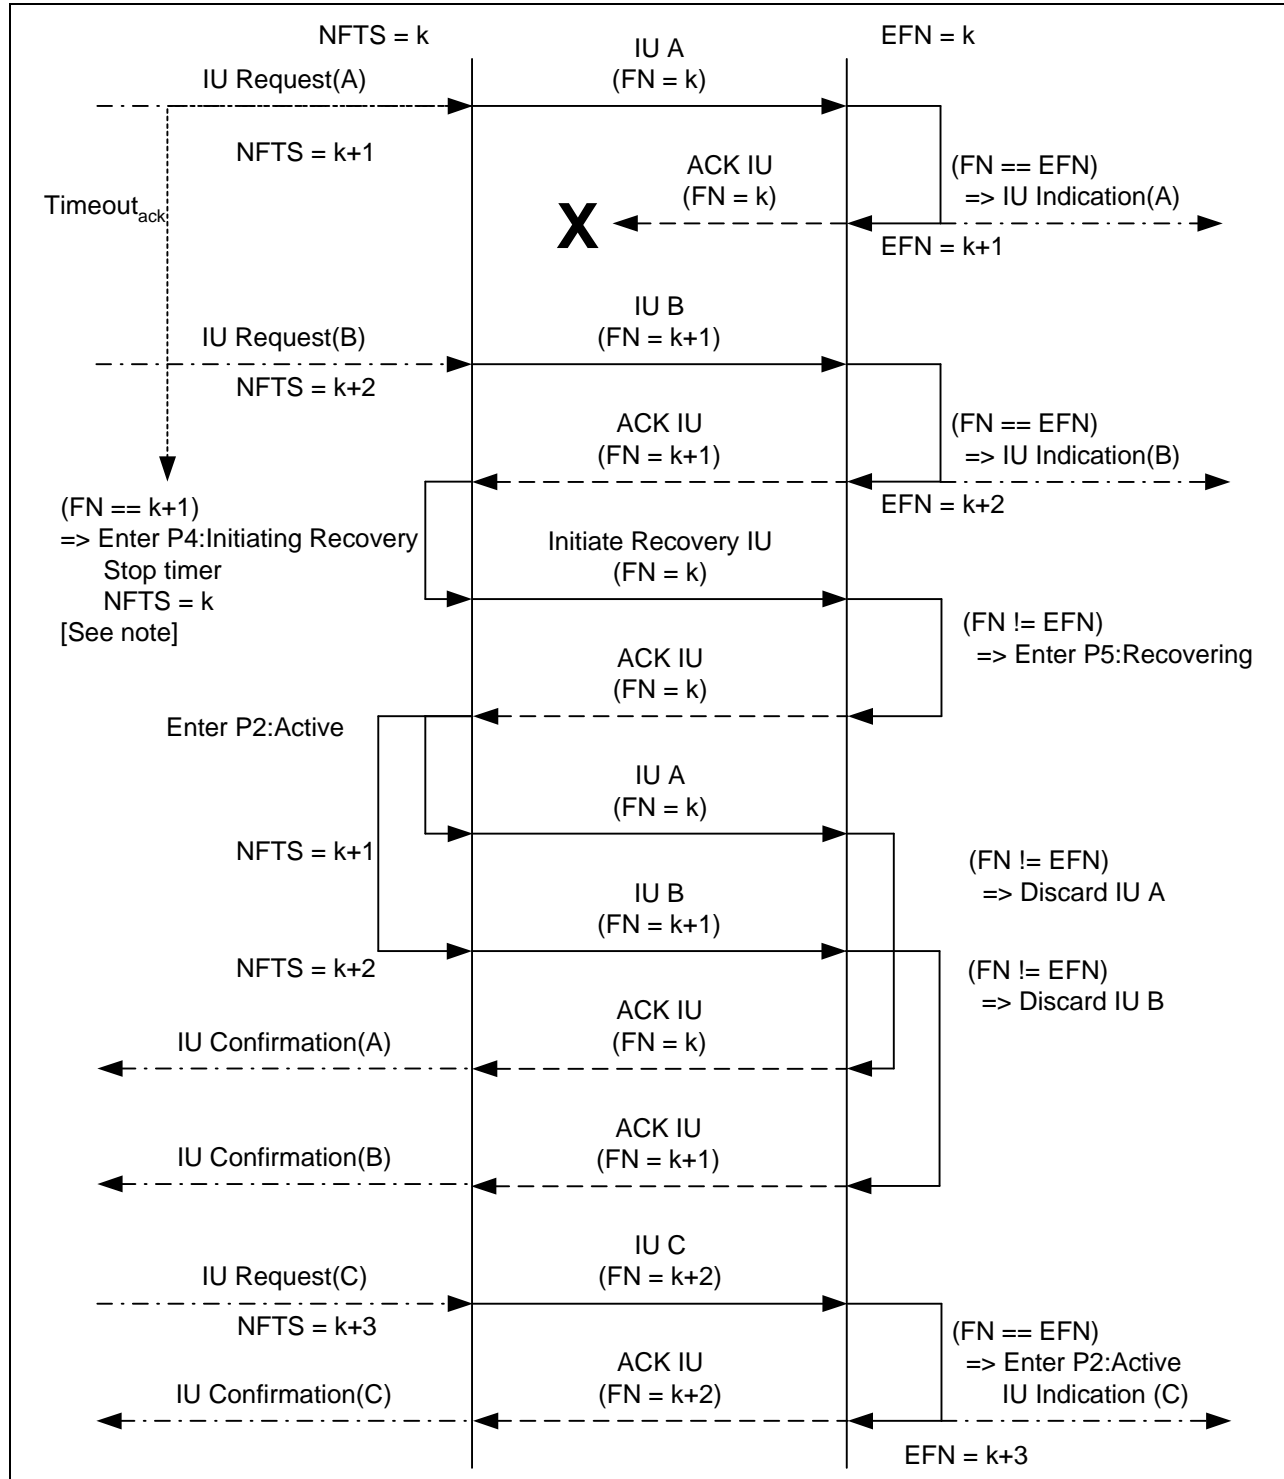 NFTS = k
EFN = k
IU A
(FN = k)
IU Request(A)
NFTS = k+1
ACK IU
(FN = k)
(FN == EFN)
=> IU Indication(A)
Timeoutack
X
EFN = k+1
IU B
(FN = k+1)
IU Request(B)
NFTS = k+2
ACK IU
(FN = k+1)
(FN == EFN)
=> IU Indication(B)
EFN = k+2
(FN == k+1)
=> Enter P4:Initiating Recovery
Stop timer
NFTS = k
[See note]
Initiate Recovery IU
(FN = k)
(FN != EFN)
=> Enter P5:Recovering
ACK IU
(FN = k)
Enter P2:Active
IU A
(FN = k)
NFTS = k+1
(FN != EFN)
=> Discard IU A
IU B
(FN = k+1)
NFTS = k+2
(FN != EFN)
=> Discard IU B
ACK IU
(FN = k)
IU Confirmation(A)
ACK IU
(FN = k+1)
IU Confirmation(B)
IU C
(FN = k+2)
IU Request(C)
NFTS = k+3
(FN == EFN)
=> Enter P2:Active
IU Indication (C)
ACK IU
(FN = k+2)
IU Confirmation(C)
EFN = k+3